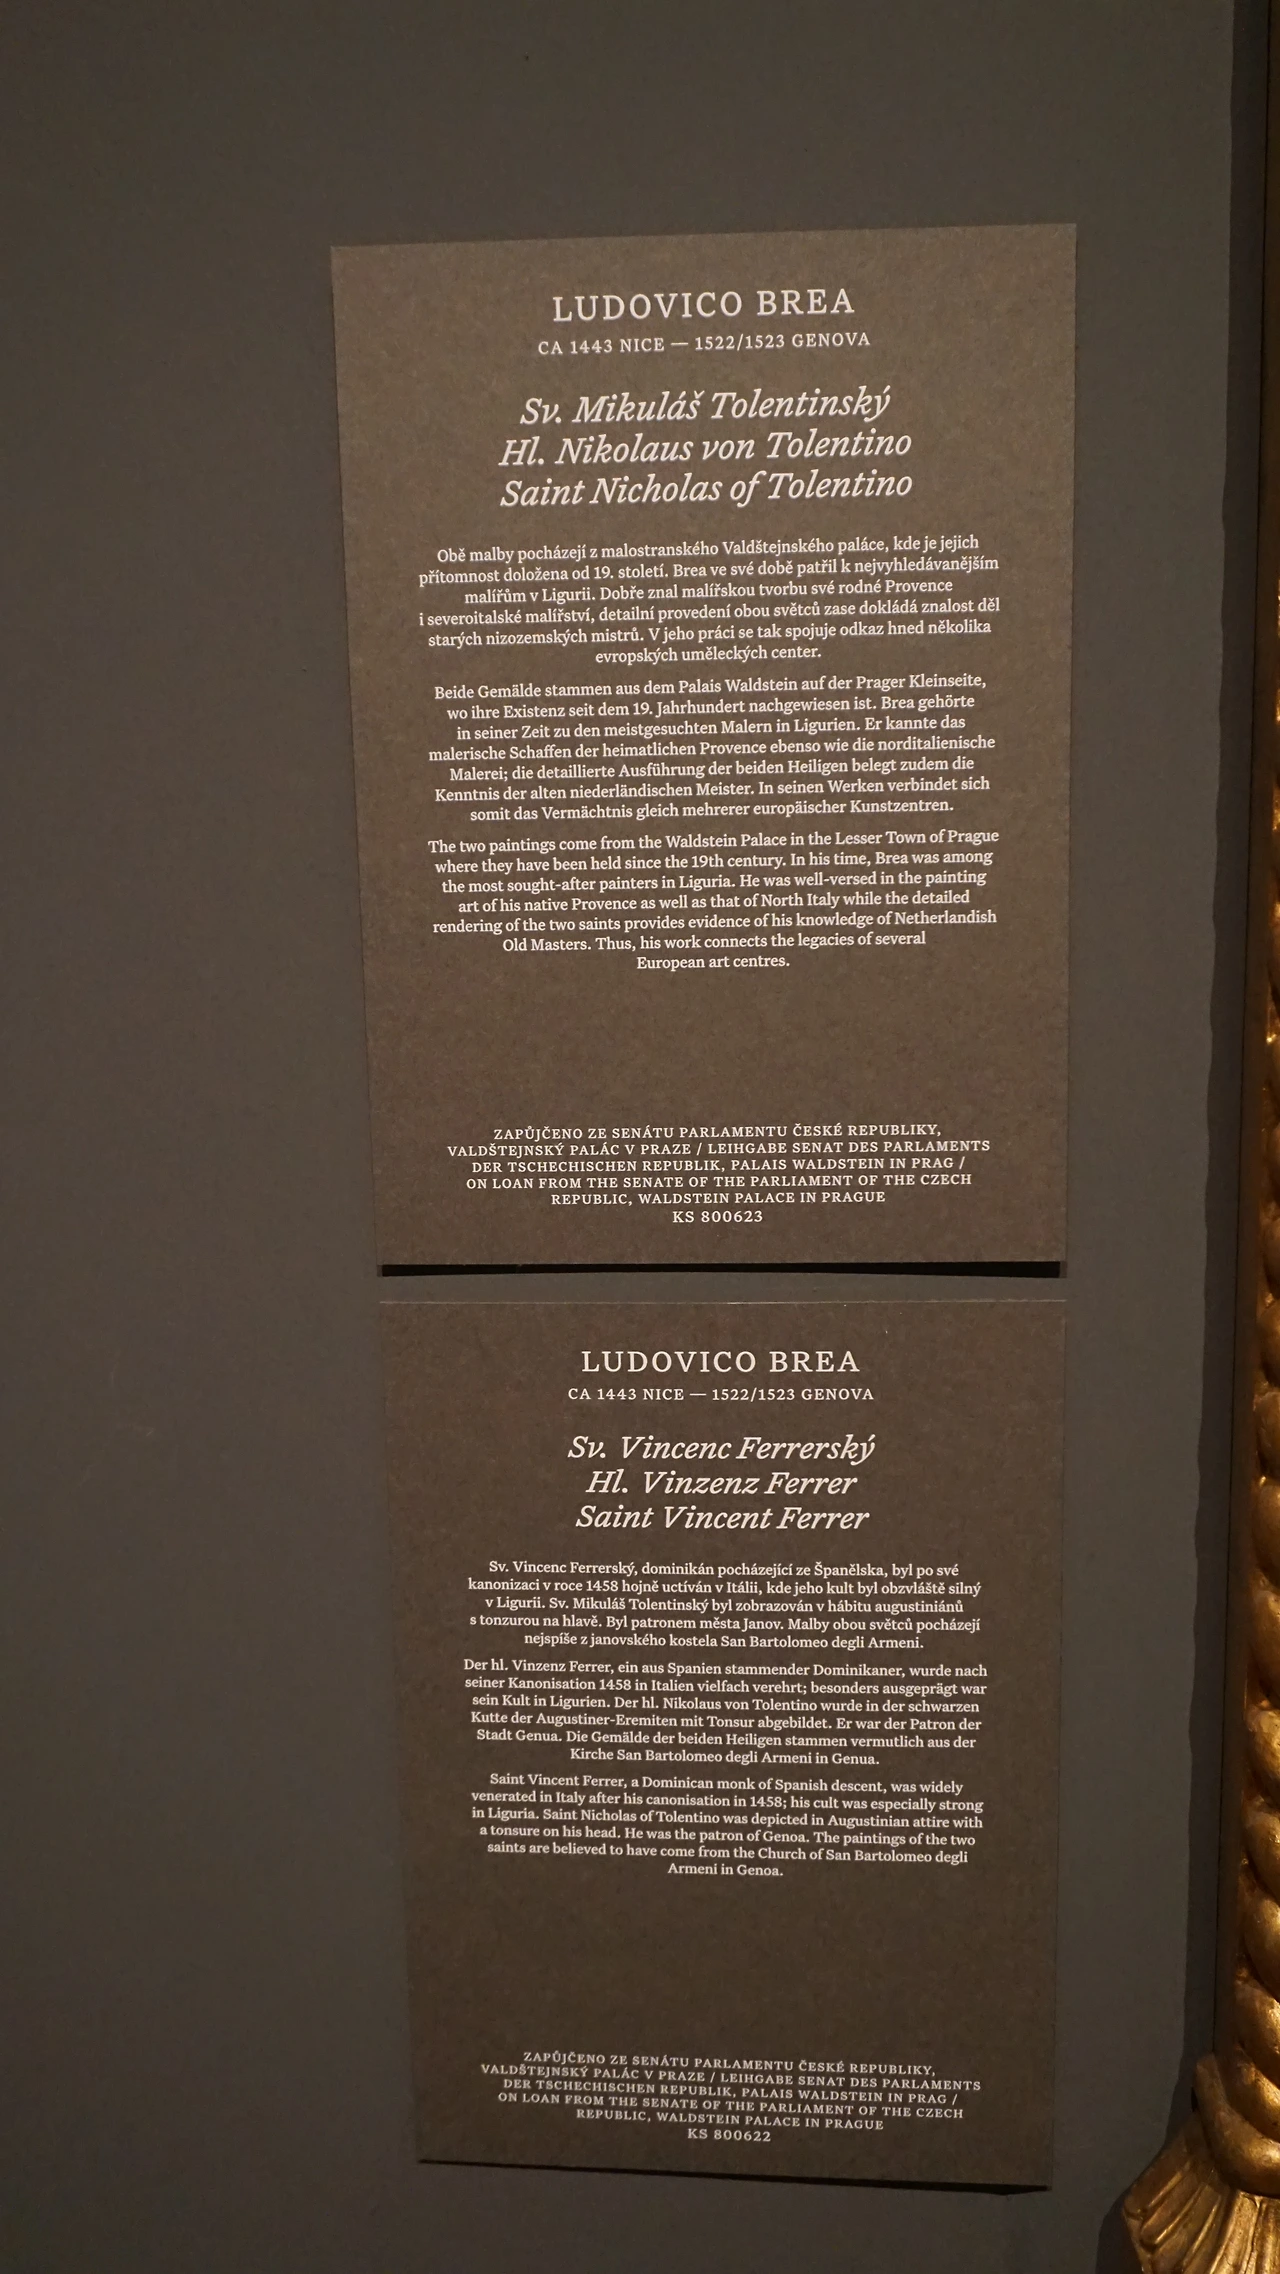 LUDOVICO BREA
CA 1443 NICE — 1522/1523 GENOVA
Sv. Mikuláš Tolentinský
Hl. Nikolaus von Tolentino
Saint Nicholas of Tolentino
Obě malby pocházejí z malostranského Valdštejnského paláce, kde je jejich
přítomnost doložena od 19. století. Brea ve své době patřil k nejvyhledávanějším
malířům v Ligurii. Dobře znal malířskou tvorbu své rodné Provence
i severoitalské malířství, detailní provedení obou světců zase dokládá znalost děl
starých nizozemských mistrů. V jeho práci se tak spojuje odkaz hned několika
evropských uměleckých center.
Beide Gemälde stammen aus dem Palais Waldstein auf der Prager Kleinseite,
wo ihre Existenz seit dem 19. Jahrhundert nachgewiesen ist. Brea gehörte
in seiner Zeit zu den meistgesuchten Malern in Ligurien. Er kannte das
malerische Schaffen der heimatlichen Provence ebenso wie die norditalienische
Malerei; die detaillierte Ausführung der beiden Heiligen belegt zudem die
Kenntnis der alten niederländischen Meister. In seinen Werken verbindet sich
somit das Vermächtnis gleich mehrerer europäischer Kunstzentren.
The two paintings come from the Waldstein Palace in the Lesser Town of Prague
where they have been held since the 19th century. In his time, Brea was among
the most sought-after painters in Liguria. He was well-versed in the painting
art of his native Provence as well as that of North Italy while the detailed
rendering of the two saints provides evidence of his knowledge of Netherlandish
Old Masters. Thus, his work connects the legacies of several
European art centres.
ZAPŮJČENO ZE SENÁTU PARLAMENTU ČESKÉ REPUBLIKY,
VALDŠTEJNSKÝ PALÁC V PRAZE / LEIHGABE SENAT DES PARLAMENTS
DER TSCHECHISCHEN REPUBLIK, PALAIS WALDSTEIN IN PRAG /
ON LOAN FROM THE SENATE OF THE PARLIAMENT OF THE CZECH
REPUBLIC, WALDSTEIN PALACE IN PRAGUE
KS 800623
LUDOVICO BREA
CA 1443 NICE — 1522/1523 GENOVA
Sv. Vincenc Ferrerský
Hl. Vinzenz Ferrer
Saint Vincent Ferrer
Sv. Vincenc Ferrerský, dominikán pocházející ze Španělska, byl po své
kanonizaci v roce 1458 hojně uctíván v Itálii, kde jeho kult byl obzvláště silný
v Ligurii. Sv. Mikuláš Tolentinský byl zobrazován v hábitu augustiniánů
s tonzurou na hlavě. Byl patronem města Janov. Malby obou světců pocházejí
nejspíše z janovského kostela San Bartolomeo degli Armeni.
Der hl. Vinzenz Ferrer, ein aus Spanien stammender Dominikaner, wurde nach
seiner Kanonisation 1458 in Italien vielfach verehrt; besonders ausgeprägt war
sein Kult in Ligurien. Der hl. Nikolaus von Tolentino wurde in der schwarzen
Kutte der Augustiner-Eremiten mit Tonsur abgebildet. Er war der Patron der
Stadt Genua. Die Gemälde der beiden Heiligen stammen vermutlich aus der
Kirche San Bartolomeo degli Armeni in Genua.
Saint Vincent Ferrer, a Dominican monk of Spanish descent, was widely
venerated in Italy after his canonisation in 1458; his cult was especially strong
in Liguria. Saint Nicholas of Tolentino was depicted in Augustinian attire with
a tonsure on his head. He was the patron of Genoa. The paintings of the two
saints are believed to have come from the Church of San Bartolomeo degli
Armeni in Genoa.
ZAPŮJČENO ZE SENÁTU PARLAMENTU ČESKÉ REPUBLIKY,
VALDŠTEJNSKÝ PALÁC V PRAZE / LEIHGABE SENAT DES PARLAMENTS
DER TSCHECHISCHEN REPUBLIK, PALAIS WALDSTEIN IN PRAG /
ON LOAN FROM THE SENATE OF THE PARLIAMENT OF THE CZECH
REPUBLIC, WALDSTEIN PALACE IN PRAGUE
KS 800622